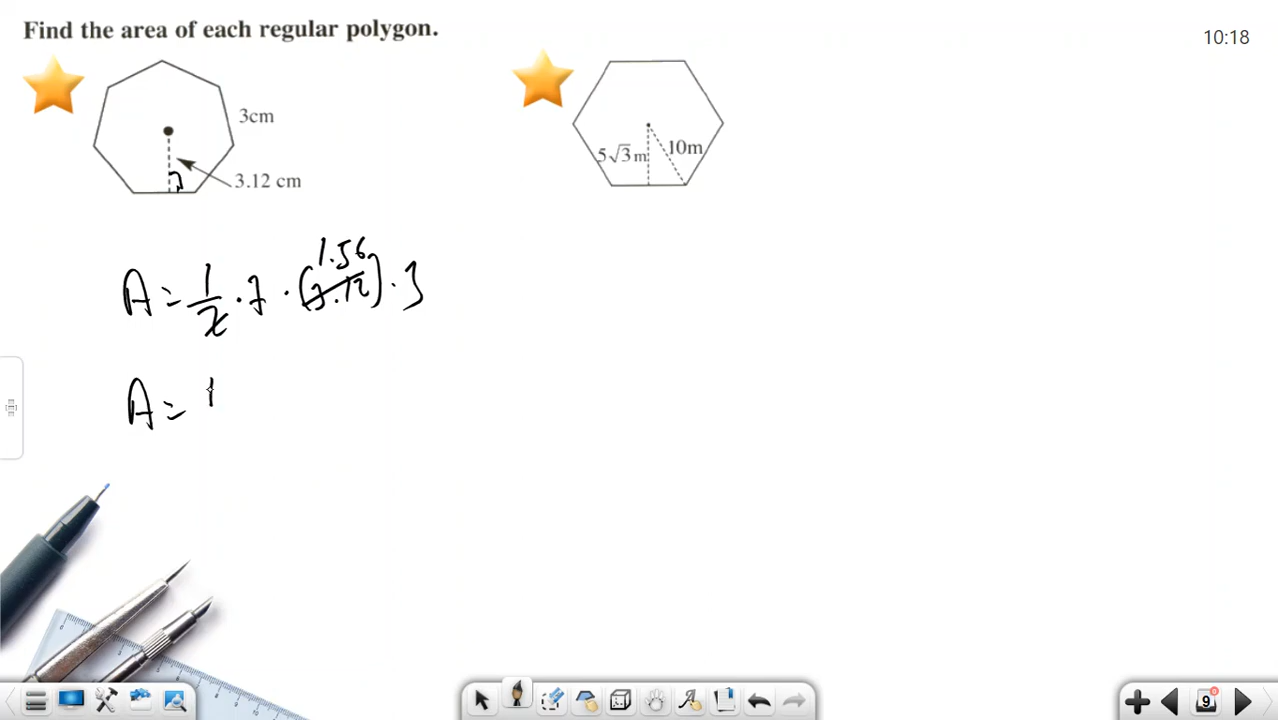 Find the area of each regular polygon.
10:18
3cm
3.12 cm
5√3 m
10m
1.56
A = 1/2 · 7 · (3.12) · 3
A = 1
9